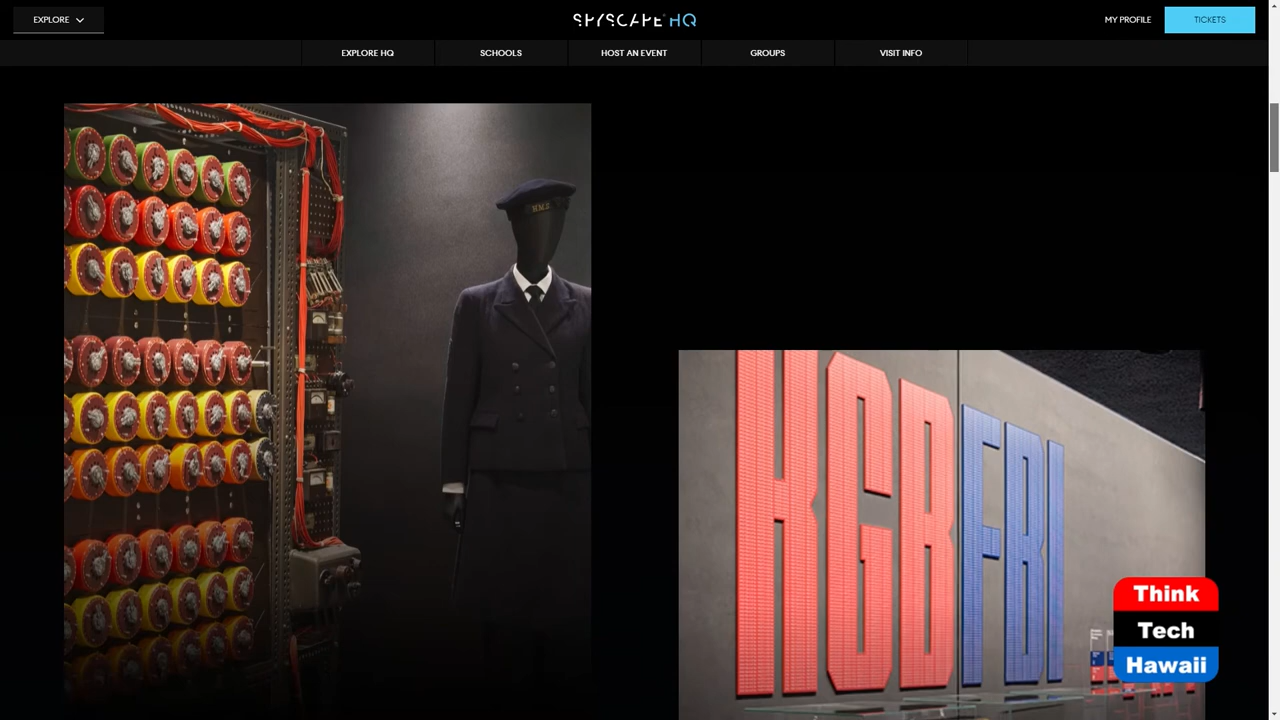 EXPLORE
SPYSCAPE HQ
MY PROFILE
TICKETS
EXPLORE HQ
SCHOOLS
HOST AN EVENT
GROUPS
VISIT INFO
H.M.S
KGB FBI
Think
Tech
Hawaii